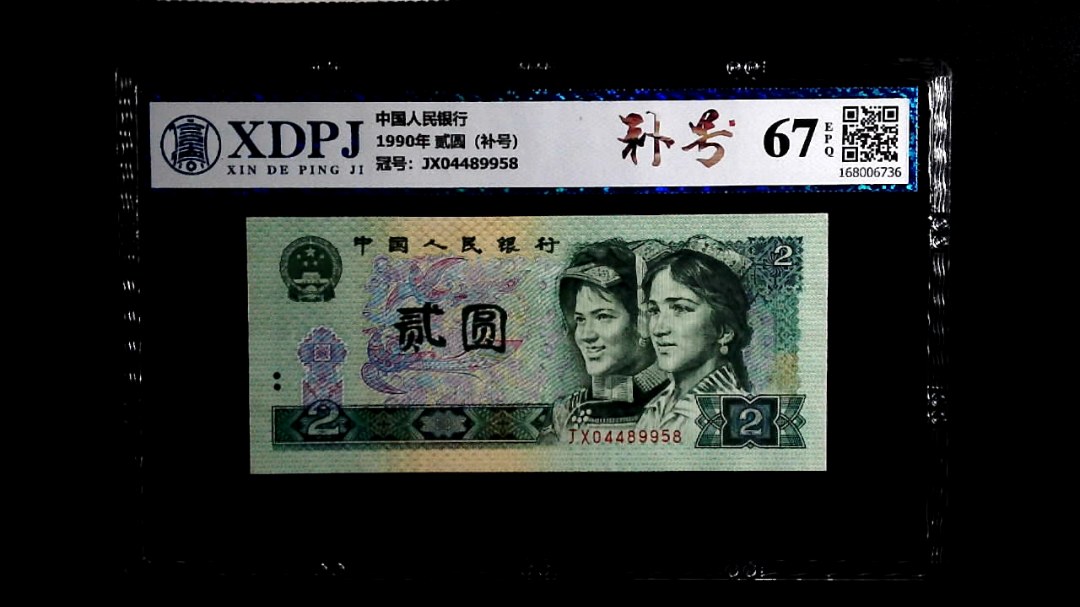 XDPJ
XIN DE PING JI
中国人民银行
1990年 贰圆（补号）
冠号：JX04489958
补号
67
EPQ
168006736
中国人民银行
2
贰圆
2
JX04489958
2